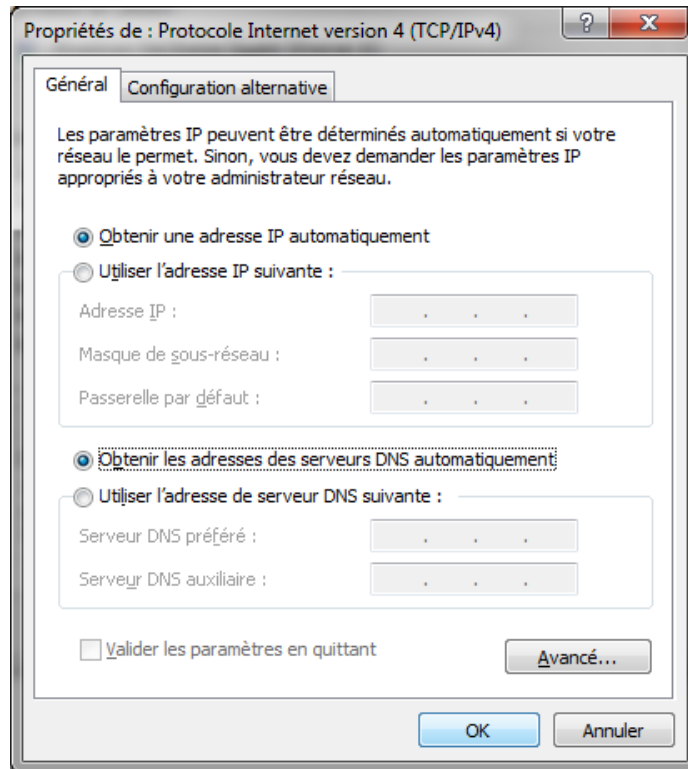 Propriétés de : Protocole Internet version 4 (TCP/IPv4)
?
Général
Configuration alternative
Les paramètres IP peuvent être déterminés automatiquement si votre
réseau le permet. Sinon, vous devez demander les paramètres IP
appropriés à votre administrateur réseau.
Obtenir une adresse IP automatiquement
Utiliser l'adresse IP suivante :
Adresse IP :
. . .
Masque de sous-réseau :
. . .
Passerelle par défaut :
. . .
Obtenir les adresses des serveurs DNS automatiquement
Utiliser l'adresse de serveur DNS suivante :
Serveur DNS préféré :
. . .
Serveur DNS auxiliaire :
. . .
Valider les paramètres en quittant
Avancé...
OK
Annuler